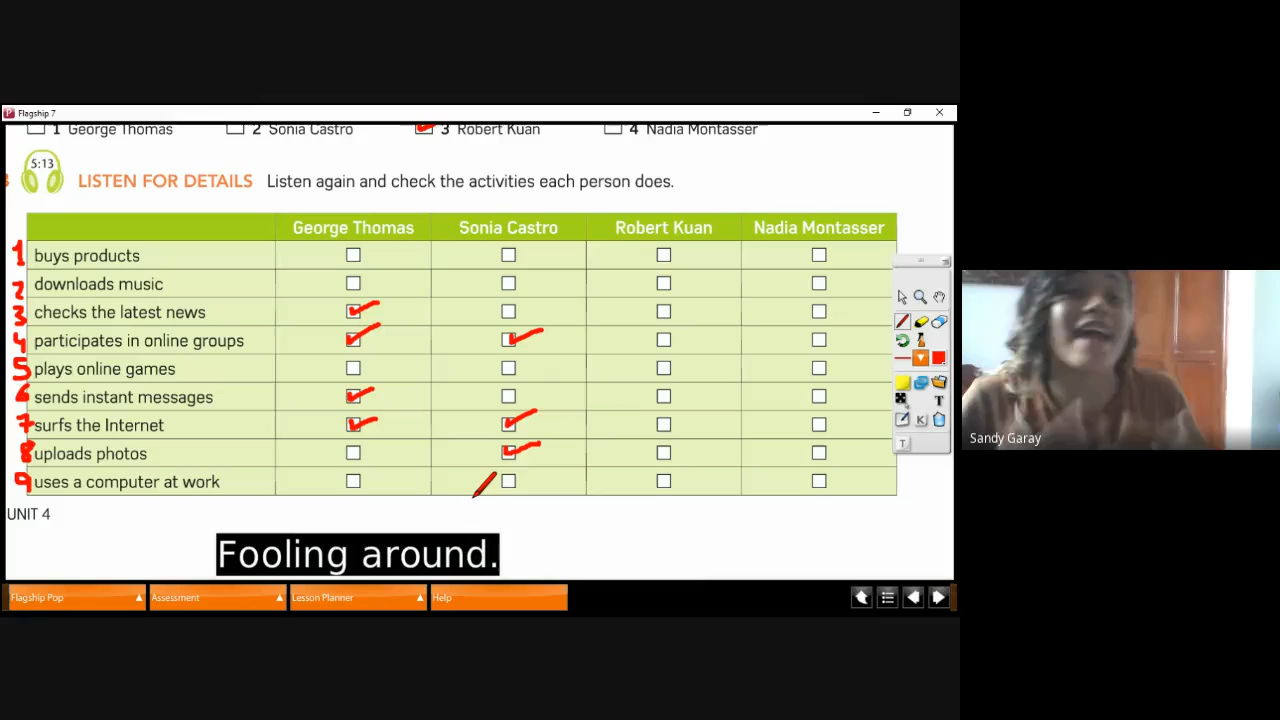 Flagship 7
1 George Thomas 2 Sonia Castro 3 Robert Kuan 4 Nadia Montasser
5:13
LISTEN FOR DETAILS Listen again and check the activities each person does.
George Thomas Sonia Castro Robert Kuan Nadia Montasser
1 buys products
2 downloads music
3 checks the latest news
4 participates in online groups
5 plays online games
6 sends instant messages
7 surfs the Internet
8 uploads photos
9 uses a computer at work
UNIT 4
Fooling around.
Flagship Pop Assessment Lesson Planner Help
Sandy Garay